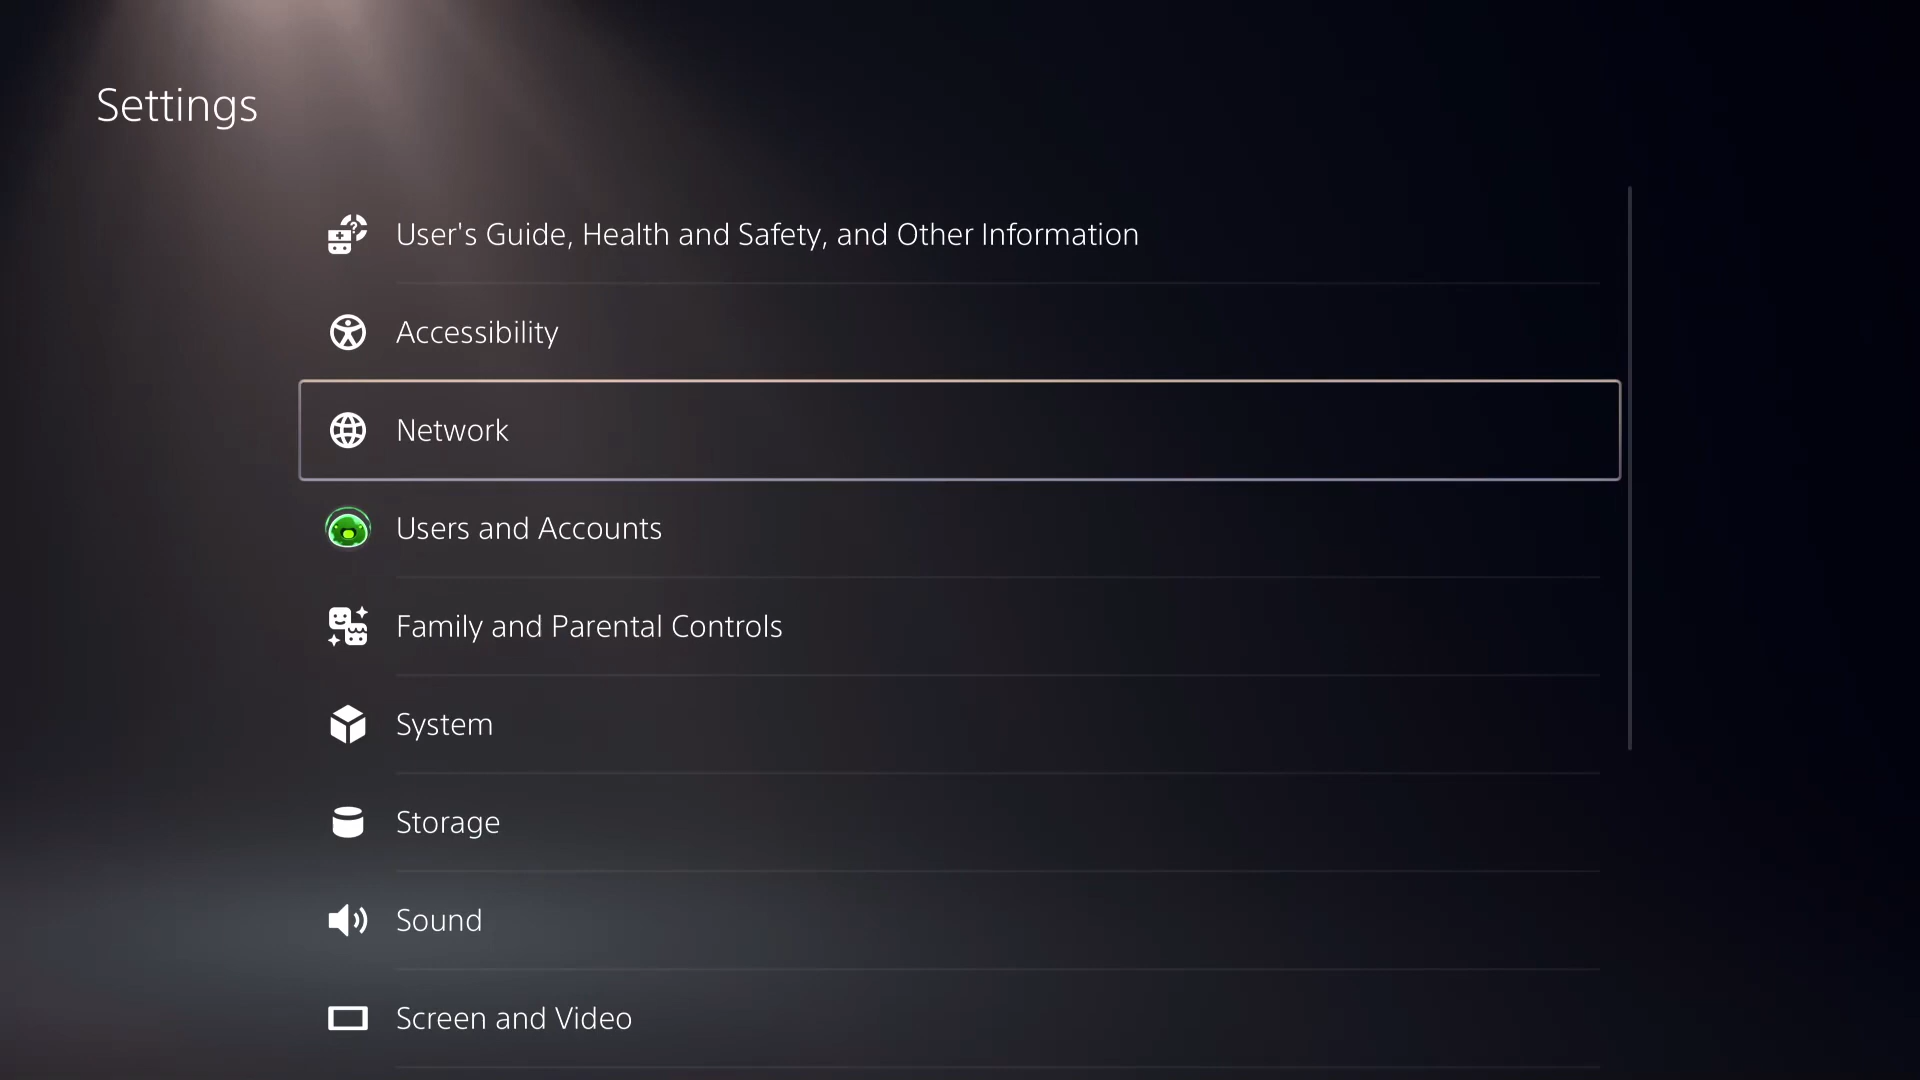 Settings
User's Guide, Health and Safety, and Other Information
Accessibility
Network
Users and Accounts
Family and Parental Controls
System
Storage
Sound
Screen and Video